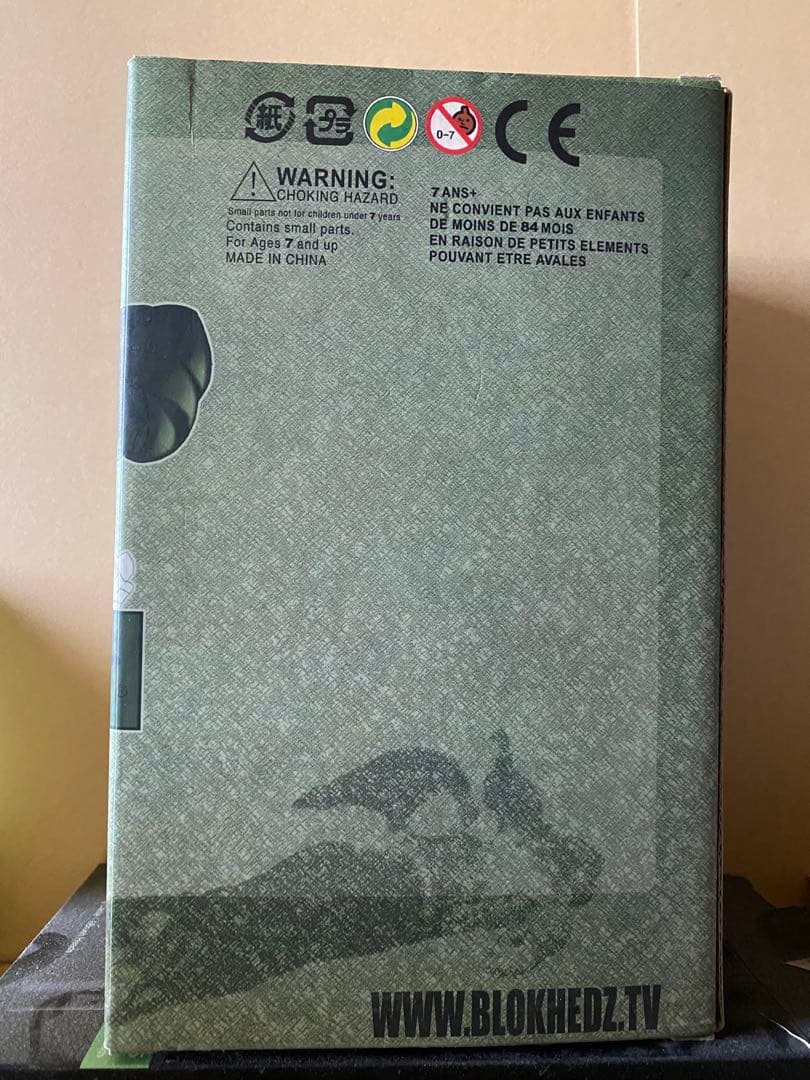 紙 プラ 0-7 CE
WARNING:
CHOKING HAZARD
Small parts not for children under 7 years
Contains small parts.
For Ages 7 and up
MADE IN CHINA
7 ANS+
NE CONVIENT PAS AUX ENFANTS
DE MOINS DE 84 MOIS
EN RAISON DE PETITS ELEMENTS
POUVANT ETRE AVALES
WWW.BLOKHEDZ.TV